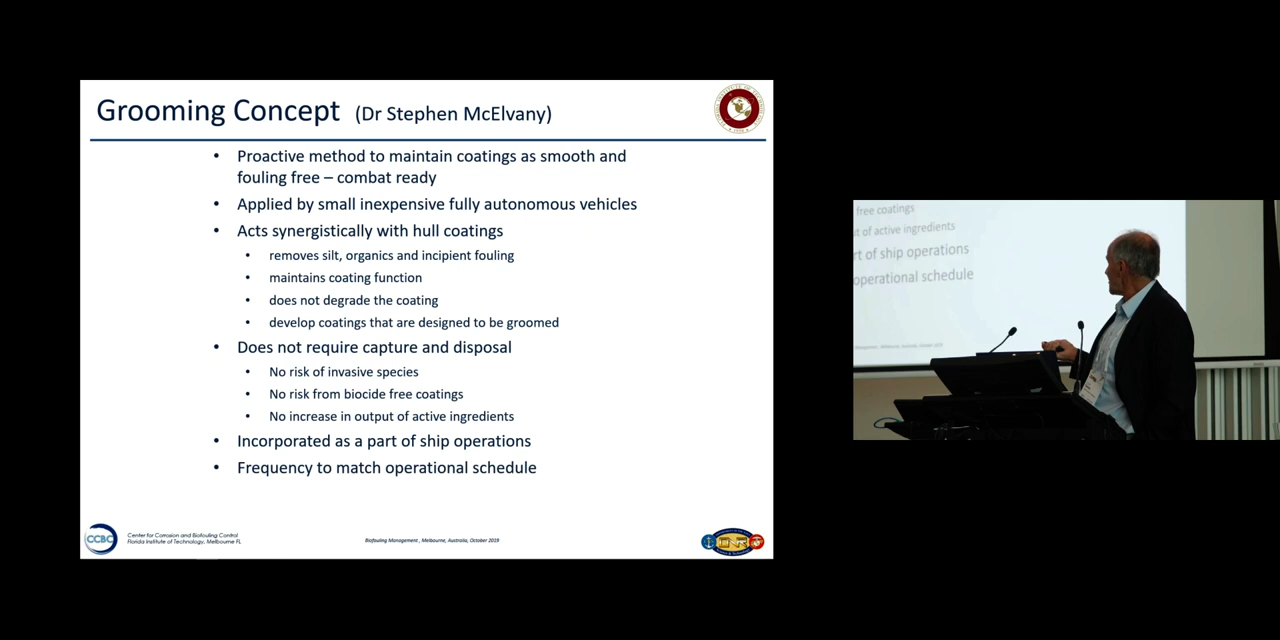 Grooming Concept (Dr Stephen McElvany)
• Proactive method to maintain coatings as smooth and
fouling free – combat ready
• Applied by small inexpensive fully autonomous vehicles
• Acts synergistically with hull coatings
• removes silt, organics and incipient fouling
• maintains coating function
• does not degrade the coating
• develop coatings that are designed to be groomed
• Does not require capture and disposal
• No risk of invasive species
• No risk from biocide free coatings
• No increase in output of active ingredients
• Incorporated as a part of ship operations
• Frequency to match operational schedule
CCBC
Center for Corrosion and Biofouling Control
Florida Institute of Technology, Melbourne FL
Biofouling Management , Melbourne, Australia, October 2019
free coatings
of active ingredients
of ship operations
operational schedule